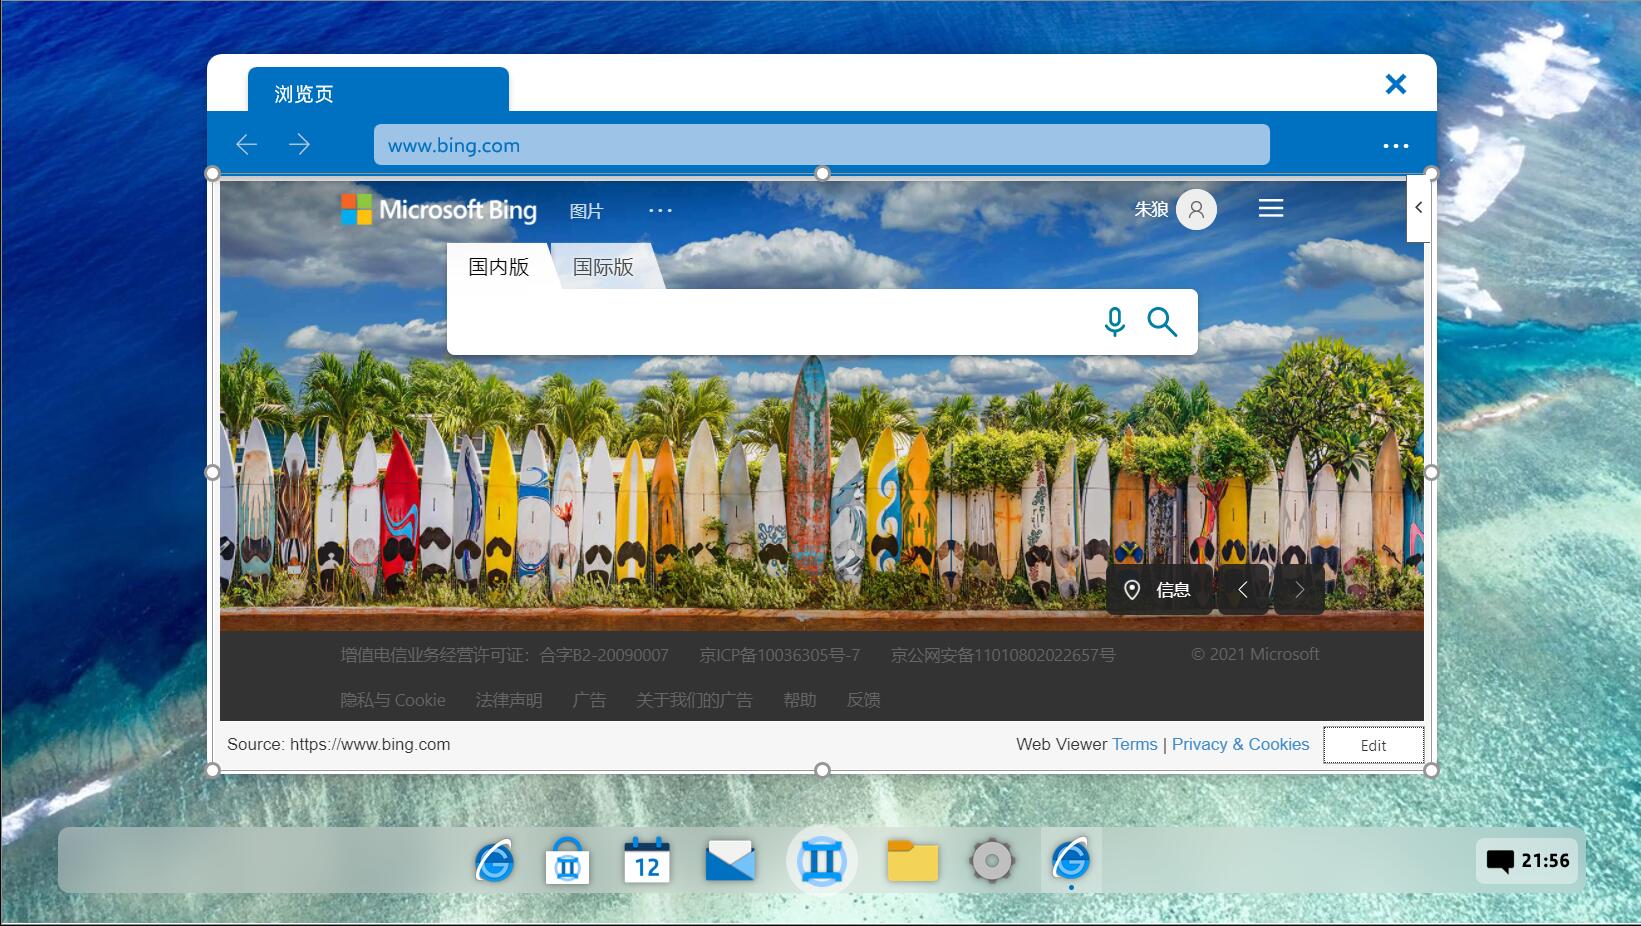 浏览页
www.bing.com
Microsoft Bing 图片 ... 朱狼
国内版 国际版
信息
增值电信业务经营许可证：合字B2-20090007 京ICP备10036305号-7 京公网安备11010802022657号 © 2021 Microsoft
隐私与 Cookie 法律声明 广告 关于我们的广告 帮助 反馈
Source: https://www.bing.com Web Viewer Terms | Privacy & Cookies Edit
12
21:56